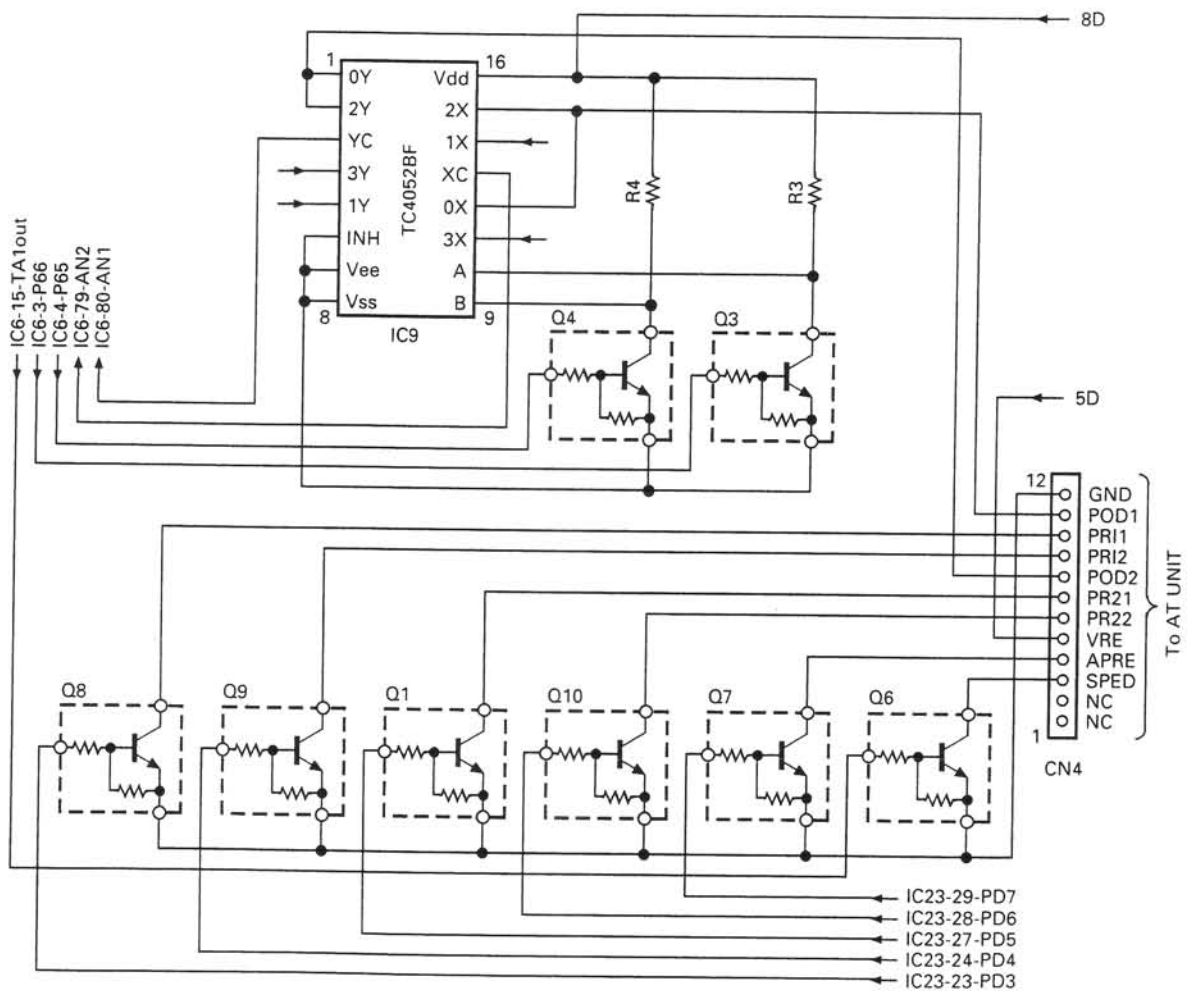 8D
1
16
0Y
Vdd
2Y
2X
YC
1X
3Y
XC
1Y
0X
INH
3X
Vee
A
Vss
B
8
9
TC4052BF
IC9
R4
R3
IC6-15-TA1out
IC6-3-P66
IC6-4-P65
IC6-79-AN2
IC6-80-AN1
Q4
Q3
5D
12
GND
POD1
PRI1
PRI2
POD2
PR21
PR22
VRE
APRE
SPED
NC
NC
1
CN4
To AT UNIT
Q8
Q9
Q1
Q10
Q7
Q6
IC23-29-PD7
IC23-28-PD6
IC23-27-PD5
IC23-24-PD4
IC23-23-PD3